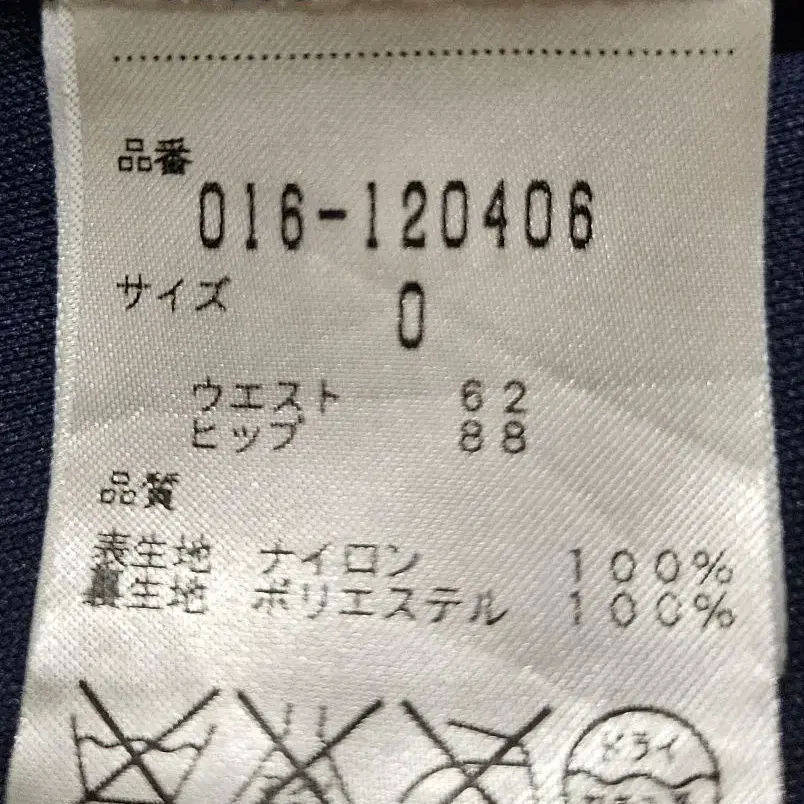 品番
016-120406
サイズ 0
ウエスト 62
ヒップ 88
品質
表生地 ナイロン 100%
裏生地 ポリエステル 100%
ドライ